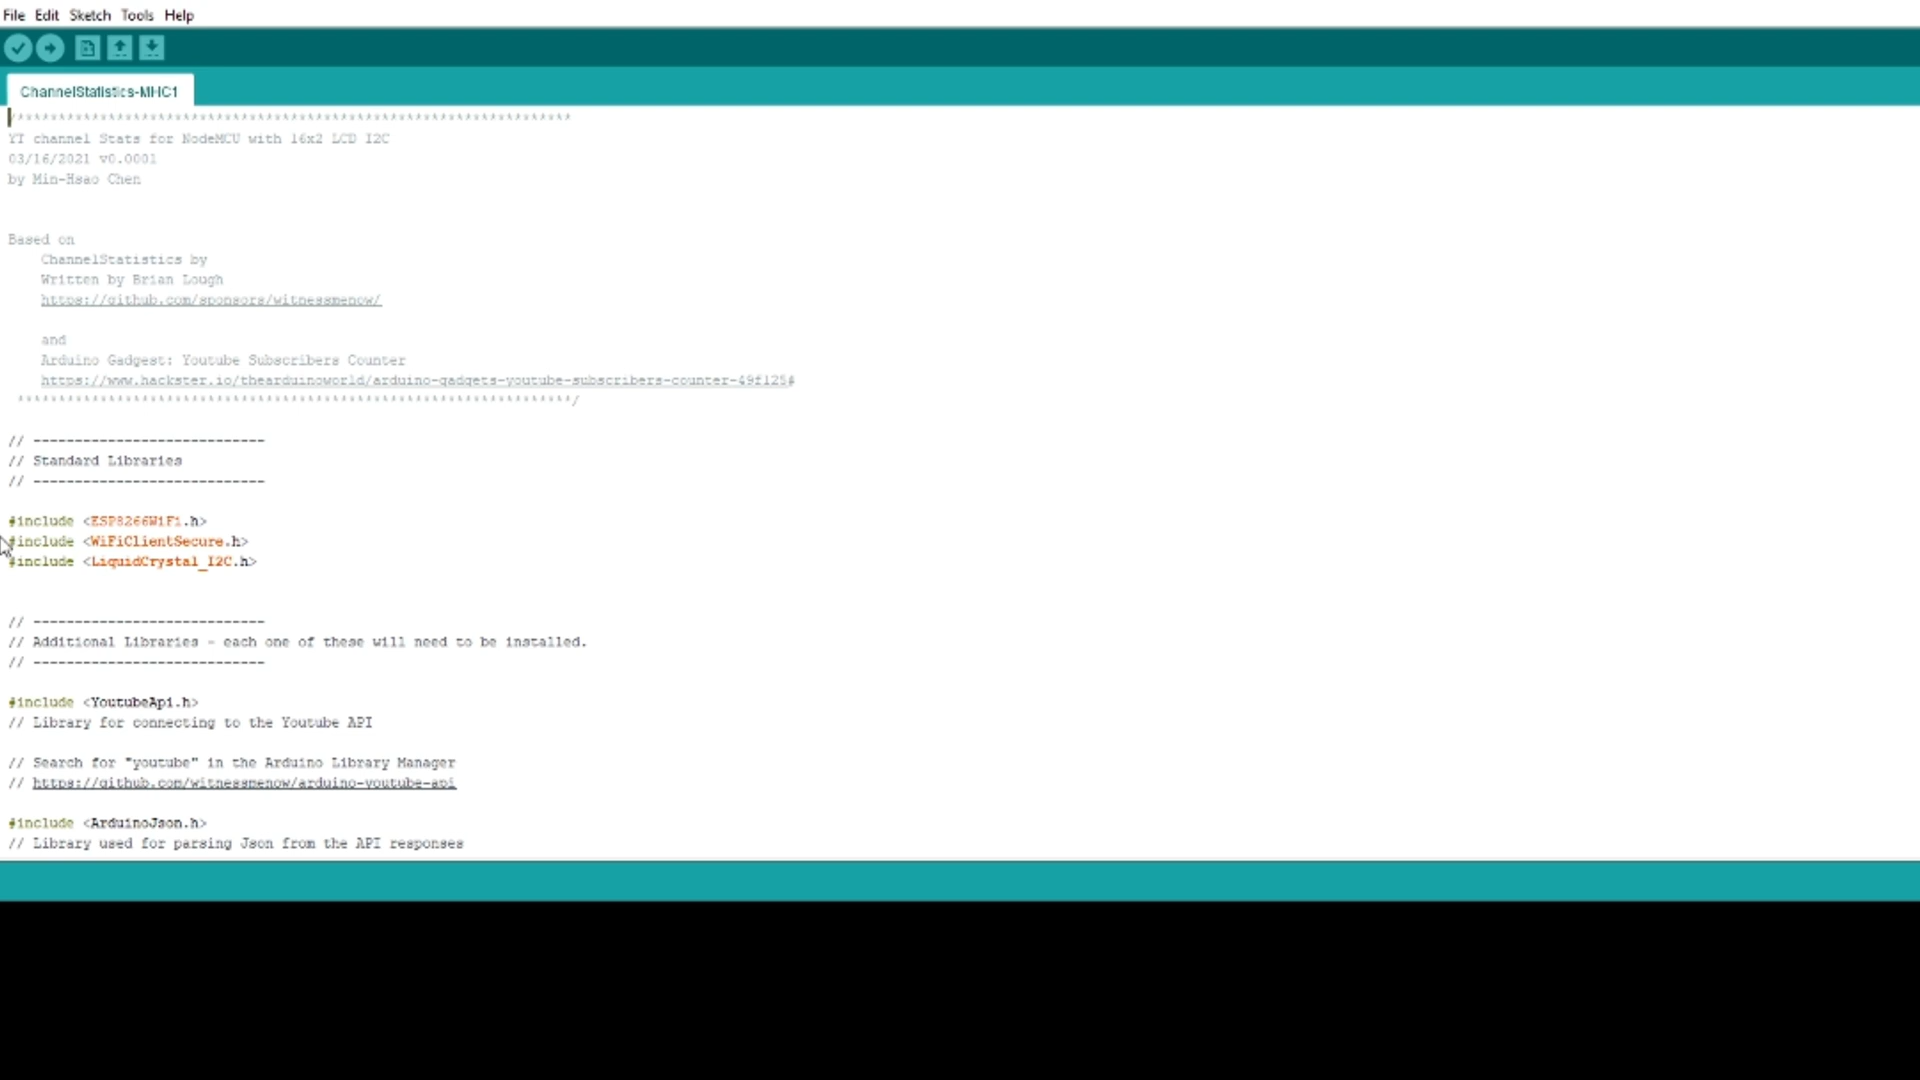 File Edit Sketch Tools Help
ChannelStatistics-MHC1
/*******************************************************************
YT channel Stats for NodeMCU with 16x2 LCD I2C
03/16/2021 v0.0001
by Min-Hsao Chen
Based on
ChannelStatistics by
Written by Brian Lough
https://github.com/sponsors/witnessmenow/
and
Arduino Gadgest: Youtube Subscribers Counter
https://www.hackster.io/thearduinoworld/arduino-gadgets-youtube-subscribers-counter-49f125#
*******************************************************************/
// ----------------------------
// Standard Libraries
// ----------------------------
#include <ESP8266WiFi.h>
#include <WiFiClientSecure.h>
#include <LiquidCrystal_I2C.h>
// ----------------------------
// Additional Libraries - each one of these will need to be installed.
// ----------------------------
#include <YoutubeApi.h>
// Library for connecting to the Youtube API
// Search for "youtube" in the Arduino Library Manager
// https://github.com/witnessmenow/arduino-youtube-api
#include <ArduinoJson.h>
// Library used for parsing Json from the API responses